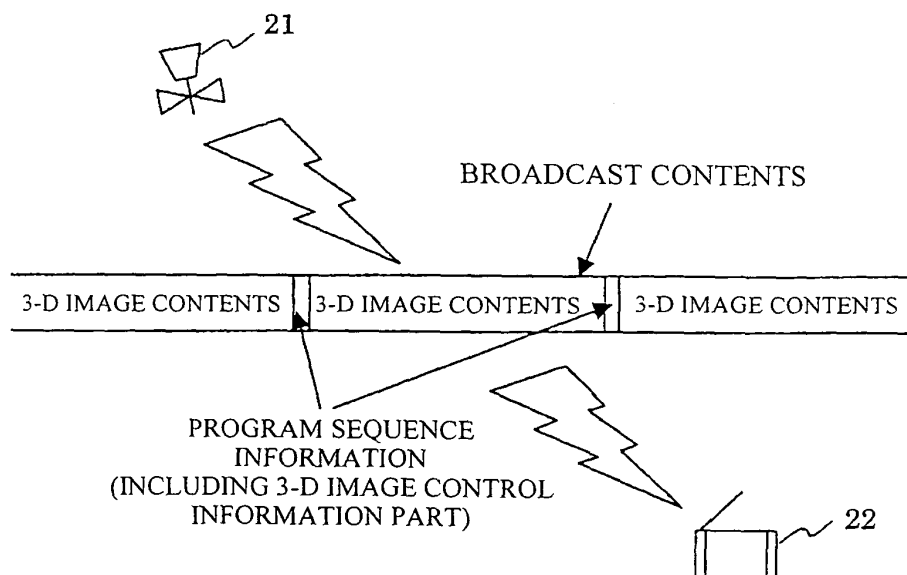 21
BROADCAST CONTENTS
3-D IMAGE CONTENTS
3-D IMAGE CONTENTS
3-D IMAGE CONTENTS
PROGRAM SEQUENCE
INFORMATION
(INCLUDING 3-D IMAGE CONTROL
INFORMATION PART)
22